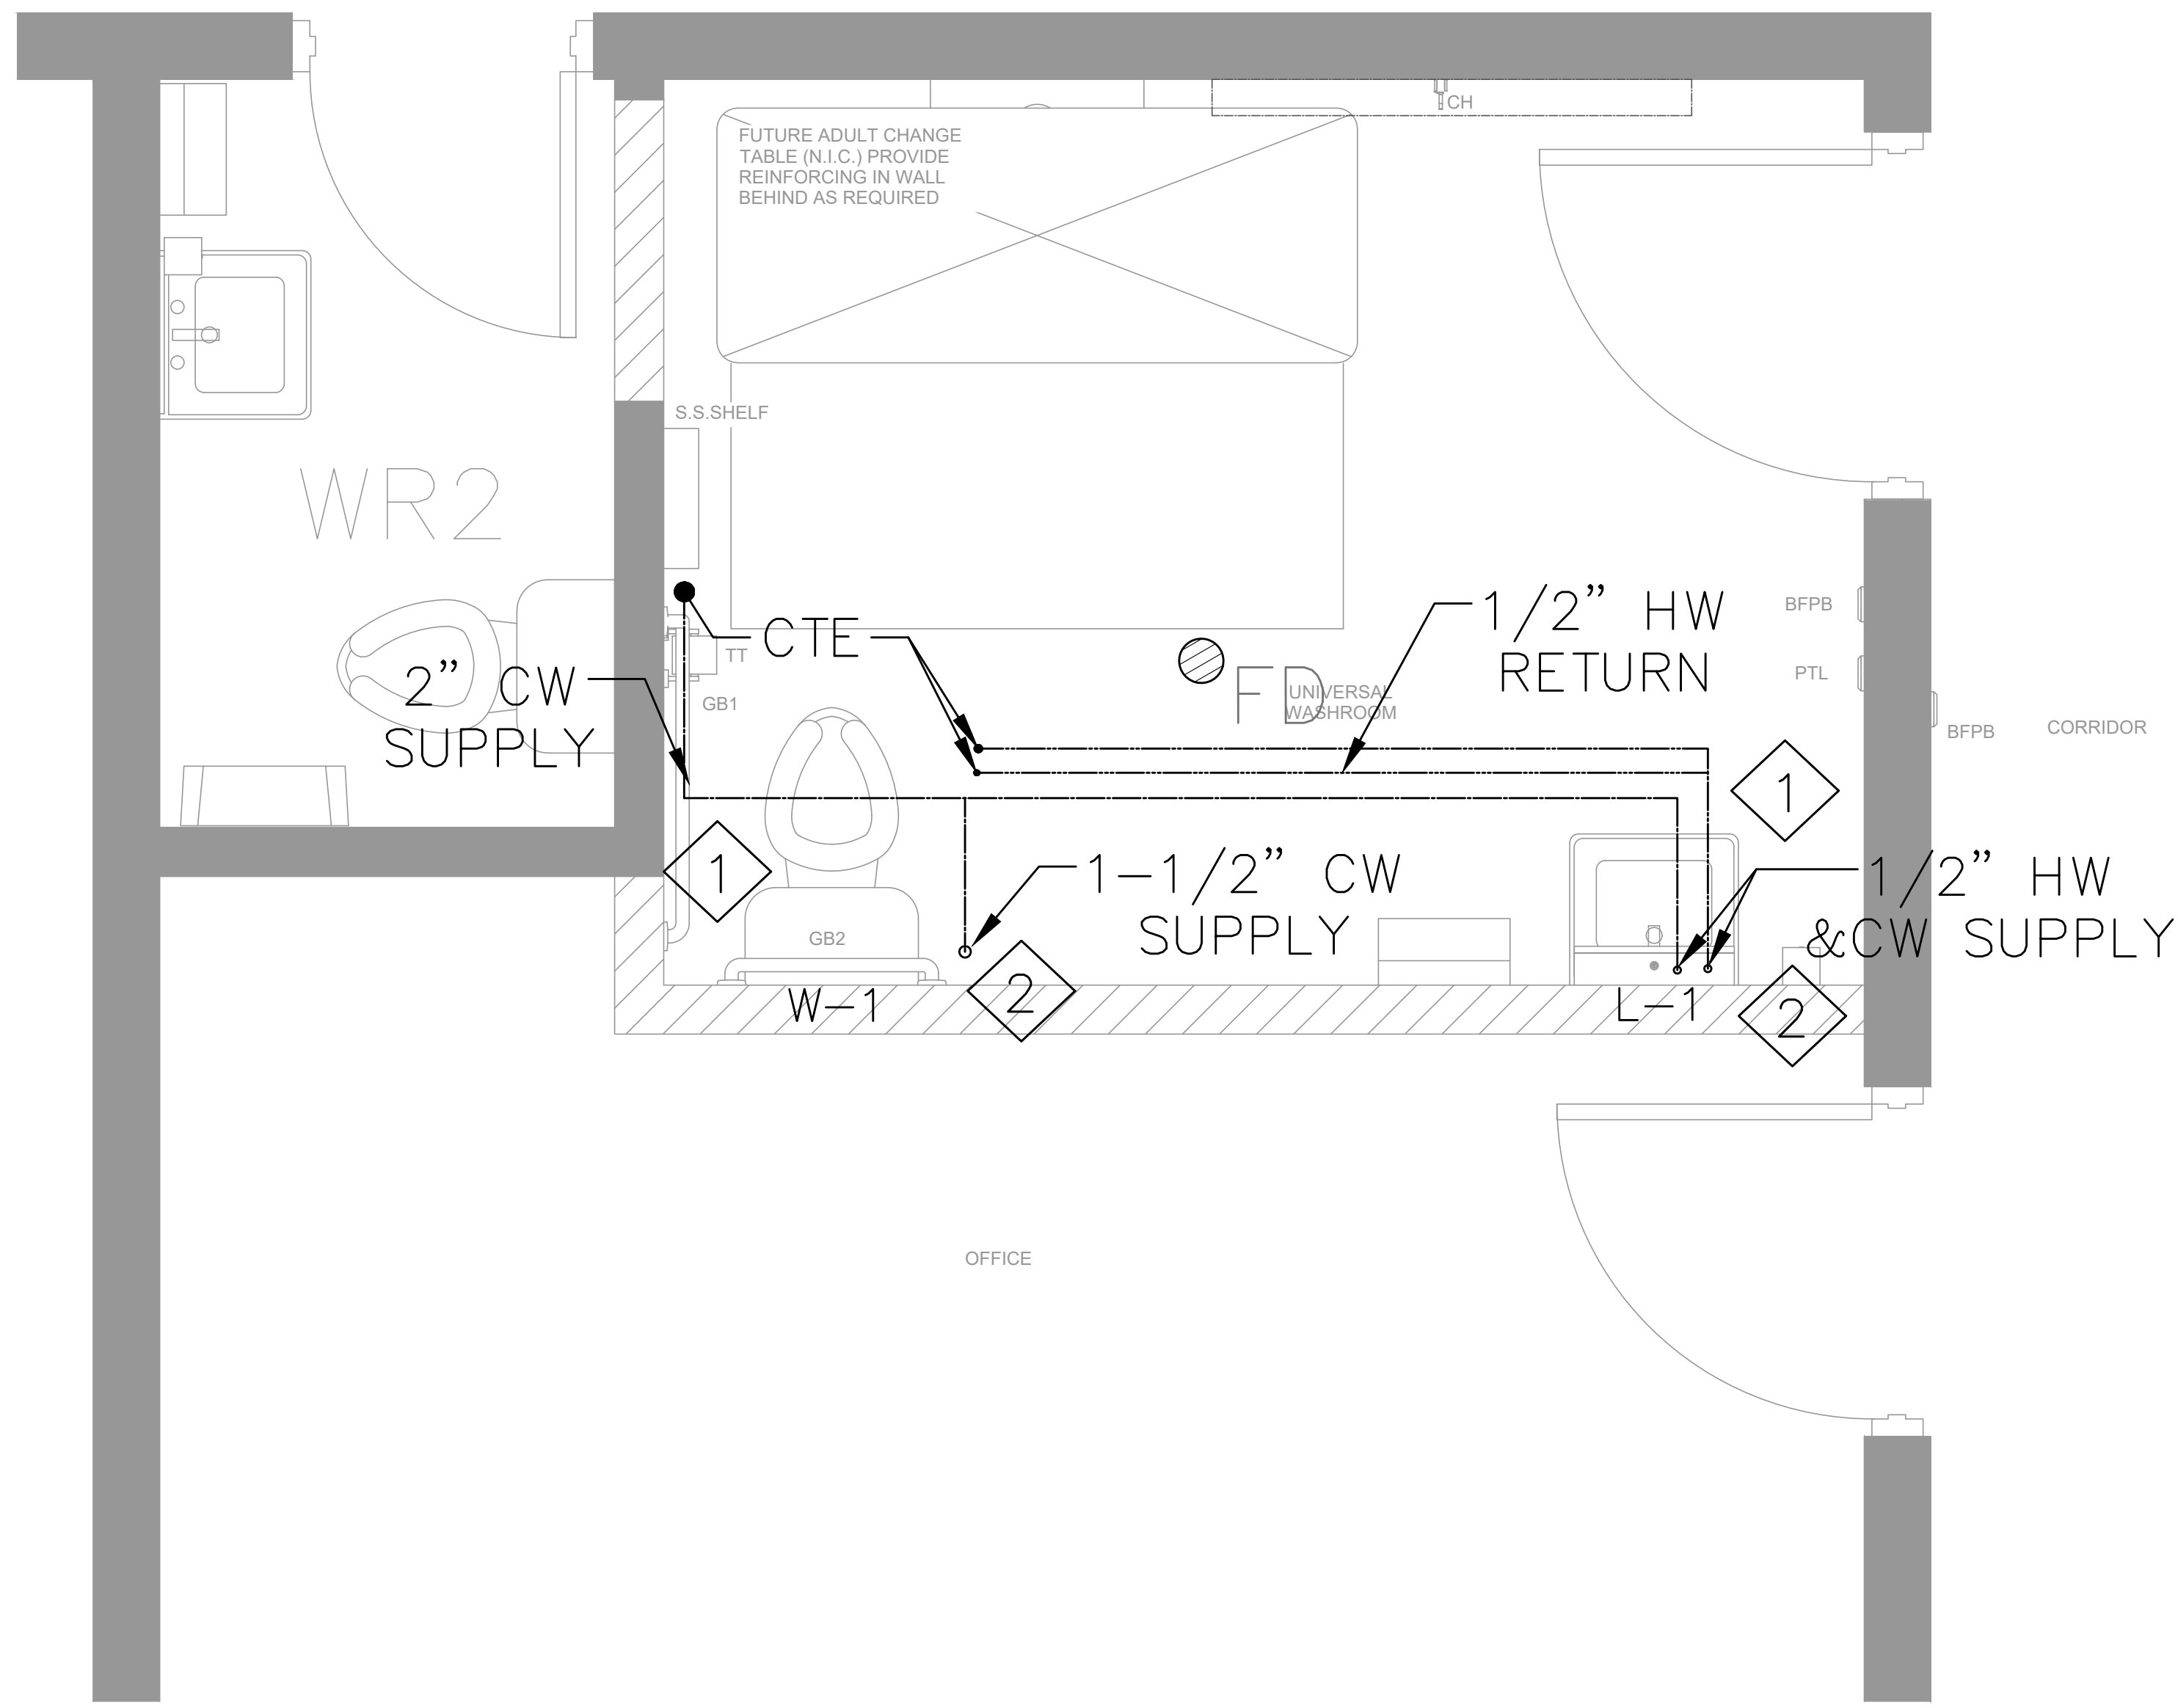 CH
FUTURE ADULT CHANGE
TABLE (N.I.C.) PROVIDE
REINFORCING IN WALL
BEHIND AS REQUIRED
S.S.SHELF
WR2
1/2” HW
RETURN
BFPB
CTE
TT
2” CW
SUPPLY
GB1
FD
UNIVERSAL
WASHROOM
PTL
BFPB
CORRIDOR
1
1
1-1/2” CW
SUPPLY
1/2” HW
&CW SUPPLY
GB2
W-1
2
L-1
2
OFFICE